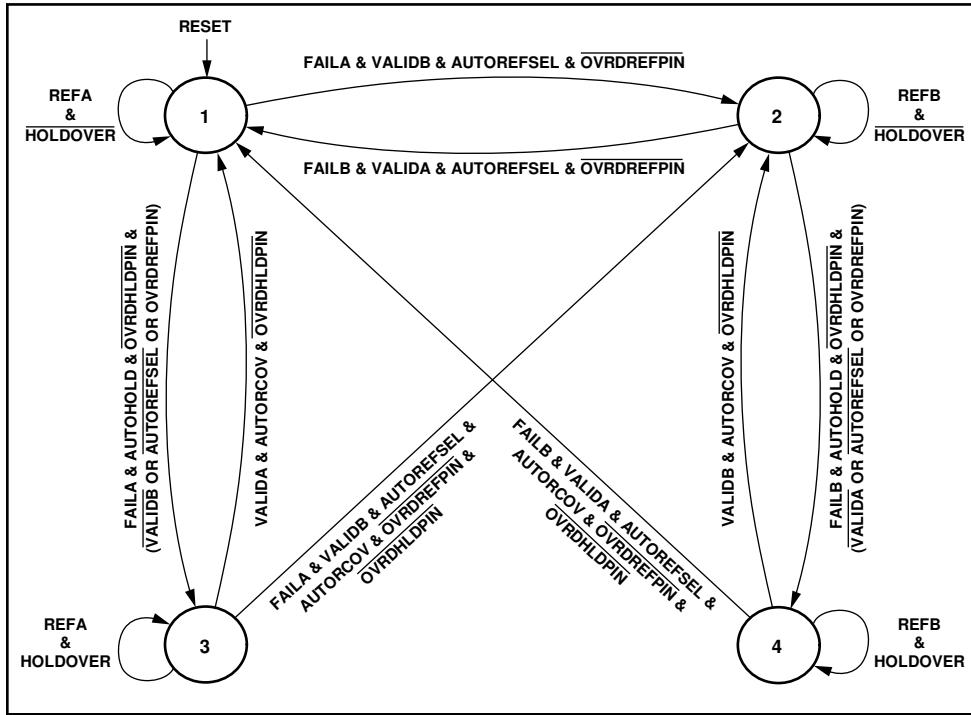 RESET
FAILA & VALIDB & AUTOREFSEL & OVRDREFPIN
REFA
&
HOLDOVER
1
2
REFB
&
HOLDOVER
FAILB & VALIDA & AUTOREFSEL & OVRDREFPIN
FAILA & AUTOHOLD & OVRDHLDPIN &
(VALIDB OR AUTOREFSEL OR OVRDREFPIN)
VALIDA & AUTORCOV & OVRDHLDPIN
VALIDB & AUTORCOV & OVRDHLDPIN
FAILB & AUTOHOLD & OVRDHLDPIN &
(VALIDA OR AUTOREFSEL OR OVRDREFPIN)
FAILA & VALIDB & AUTOREFSEL &
AUTORCOV & OVRDREFPIN &
OVRDHLDPIN
FAILB & VALIDA & AUTOREFSEL &
AUTORCOV & OVRDREFPIN &
OVRDHLDPIN
REFA
&
HOLDOVER
3
4
REFB
&
HOLDOVER